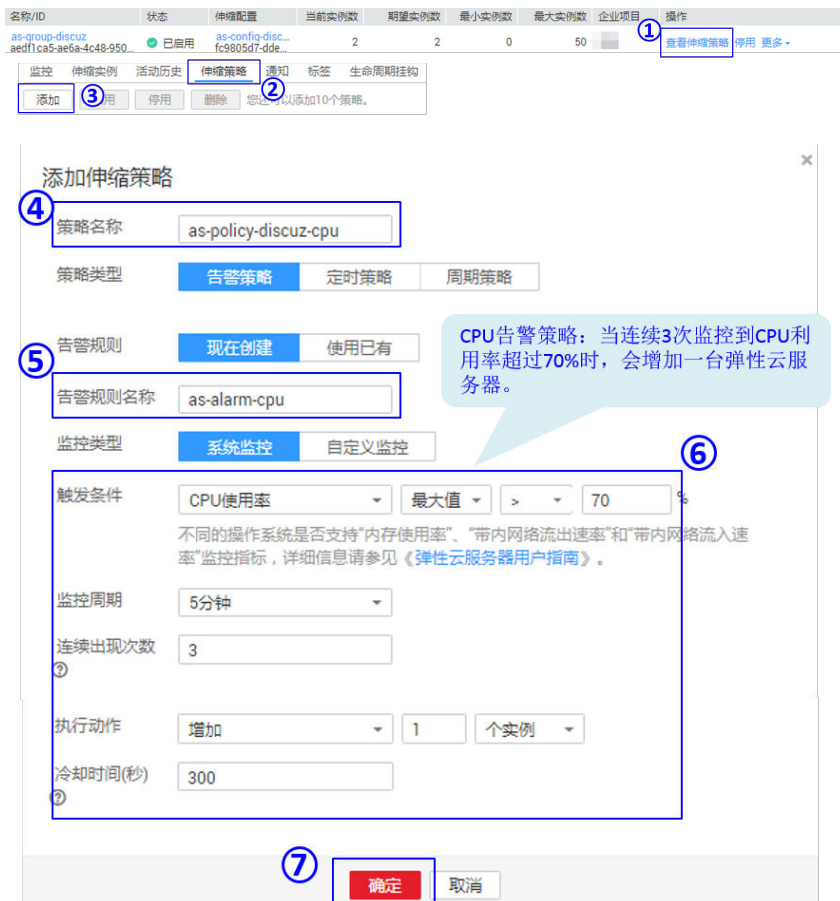 名称/ID 状态 伸缩配置 当前实例数 期望实例数 最小实例数 最大实例数 企业项目 操作
①
as-group-discuz
aedf1ca5-ae6a-4c48-950... 已启用 as-config-disc...
fc9805d7-dde... 2 2 0 50 查看伸缩策略 停用 更多
监控 伸缩实例 活动历史 伸缩策略 通知 标签 生命周期挂钩
②
③
添加 用 停用 删除 您还可以添加10个策略。
×
添加伸缩策略
④
策略名称 as-policy-discuz-cpu
策略类型 告警策略 定时策略 周期策略
CPU告警策略：当连续3次监控到CPU利
用率超过70%时，会增加一台弹性云服
务器。
⑤
告警规则 现在创建 使用已有
告警规则名称 as-alarm-cpu
监控类型 系统监控 自定义监控
⑥
触发条件 CPU使用率 最大值 > 70 %
不同的操作系统是否支持“内存使用率”、“带内网络流出速率”和“带内网络流入速
率”监控指标，详细信息请参见《弹性云服务器用户指南》。
监控周期 5分钟
连续出现次数 3
?
执行动作 增加 1 个实例
冷却时间(秒) 300
?
⑦
确定 取消